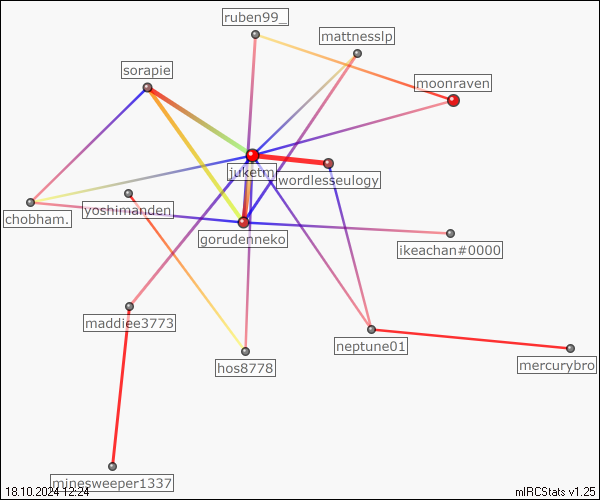 ruben99_
mattnesslp
sorapie
moonraven
juketm
wordlesseulogy
chobham.
yoshimanden
gorudenneko
ikeachan#0000
maddiee3773
neptune01
hos8778
mercurybro
minesweeper1337
18.10.2024 12:24
mIRCStats v1.25